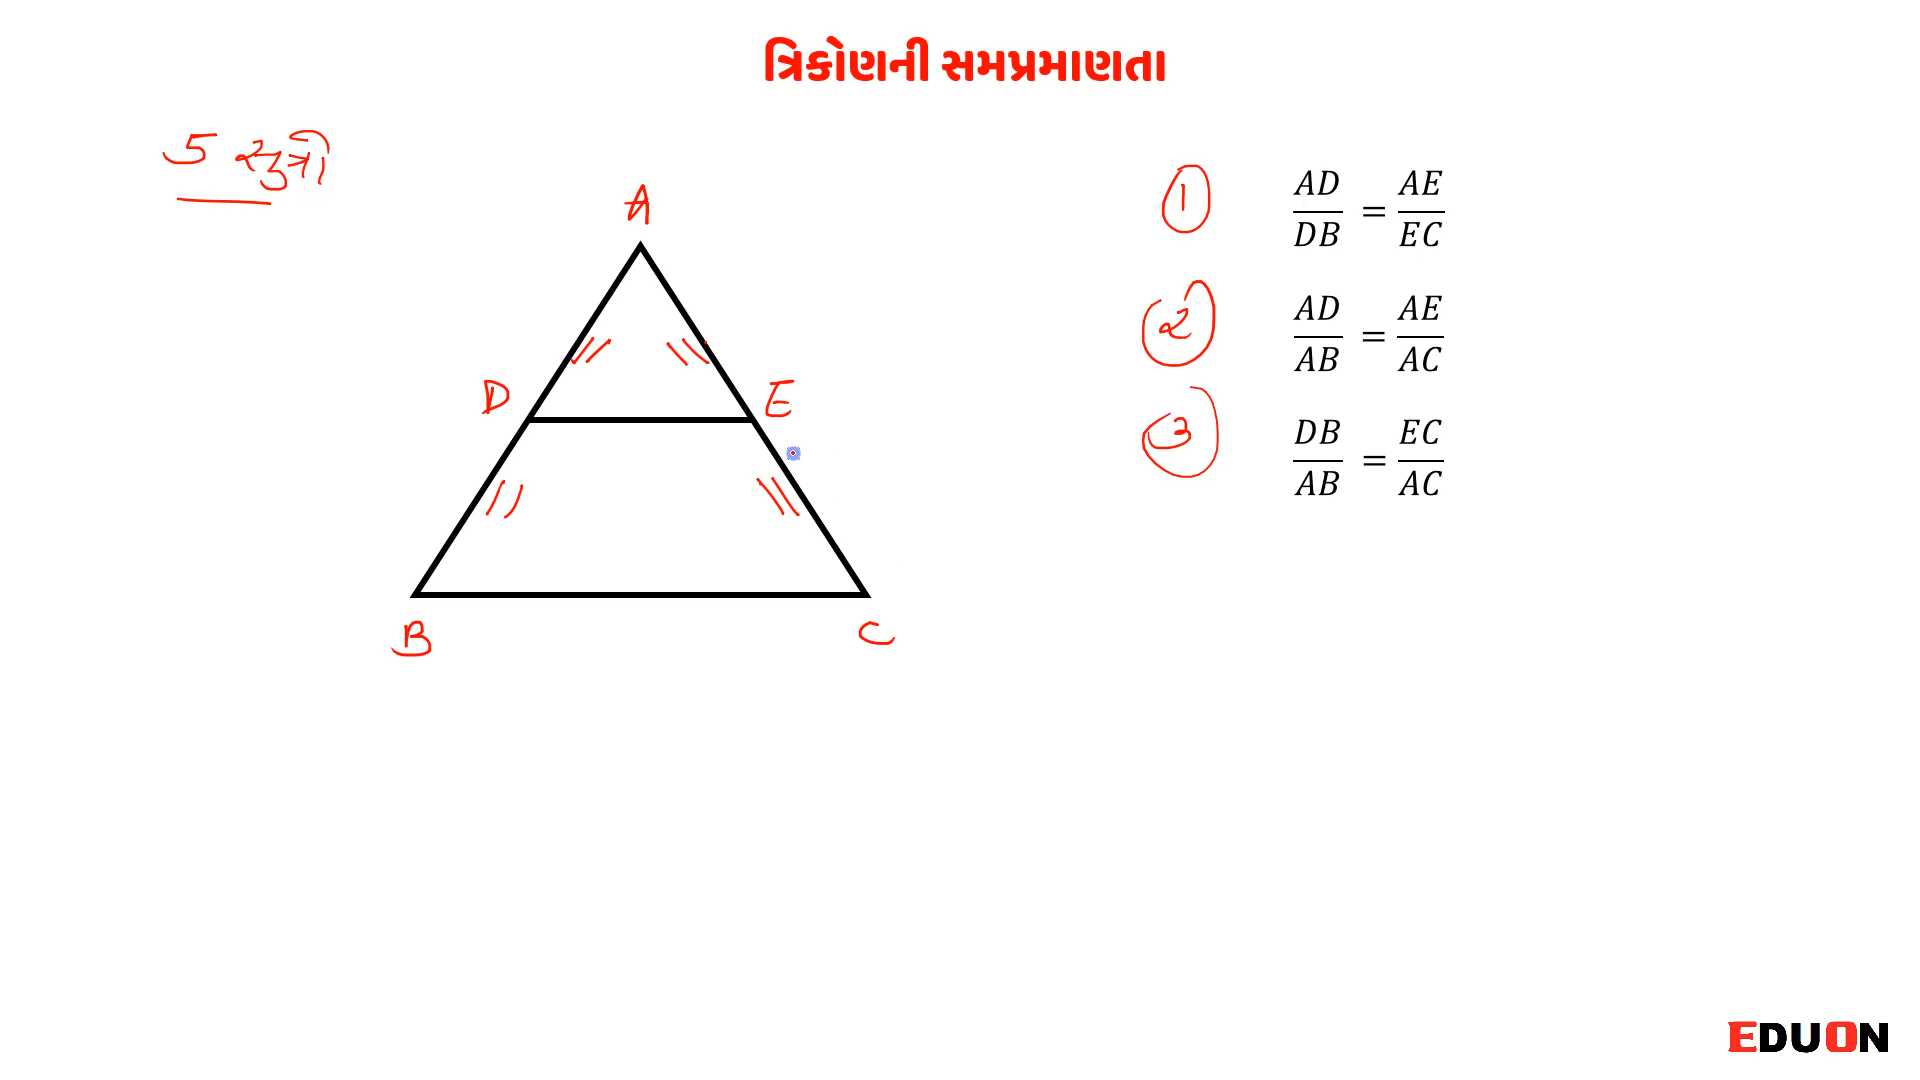 ત્રિકોણની સમપ્રમાણતા
5 સુત્રો
A
D
E
B
C
1 AD/DB = AE/EC
2 AD/AB = AE/AC
3 DB/AB = EC/AC
EDUON